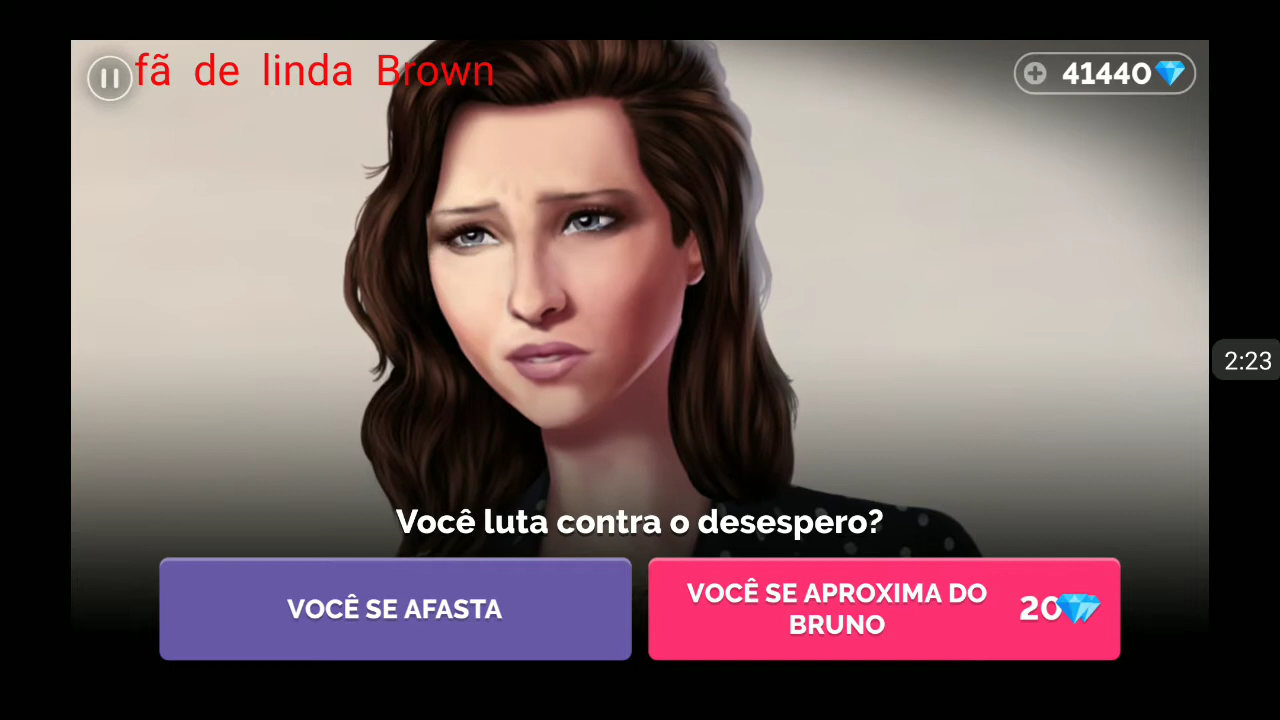 fã de linda Brown
41440
2:23
Você luta contra o desespero?
VOCÊ SE AFASTA
VOCÊ SE APROXIMA DO
BRUNO
20